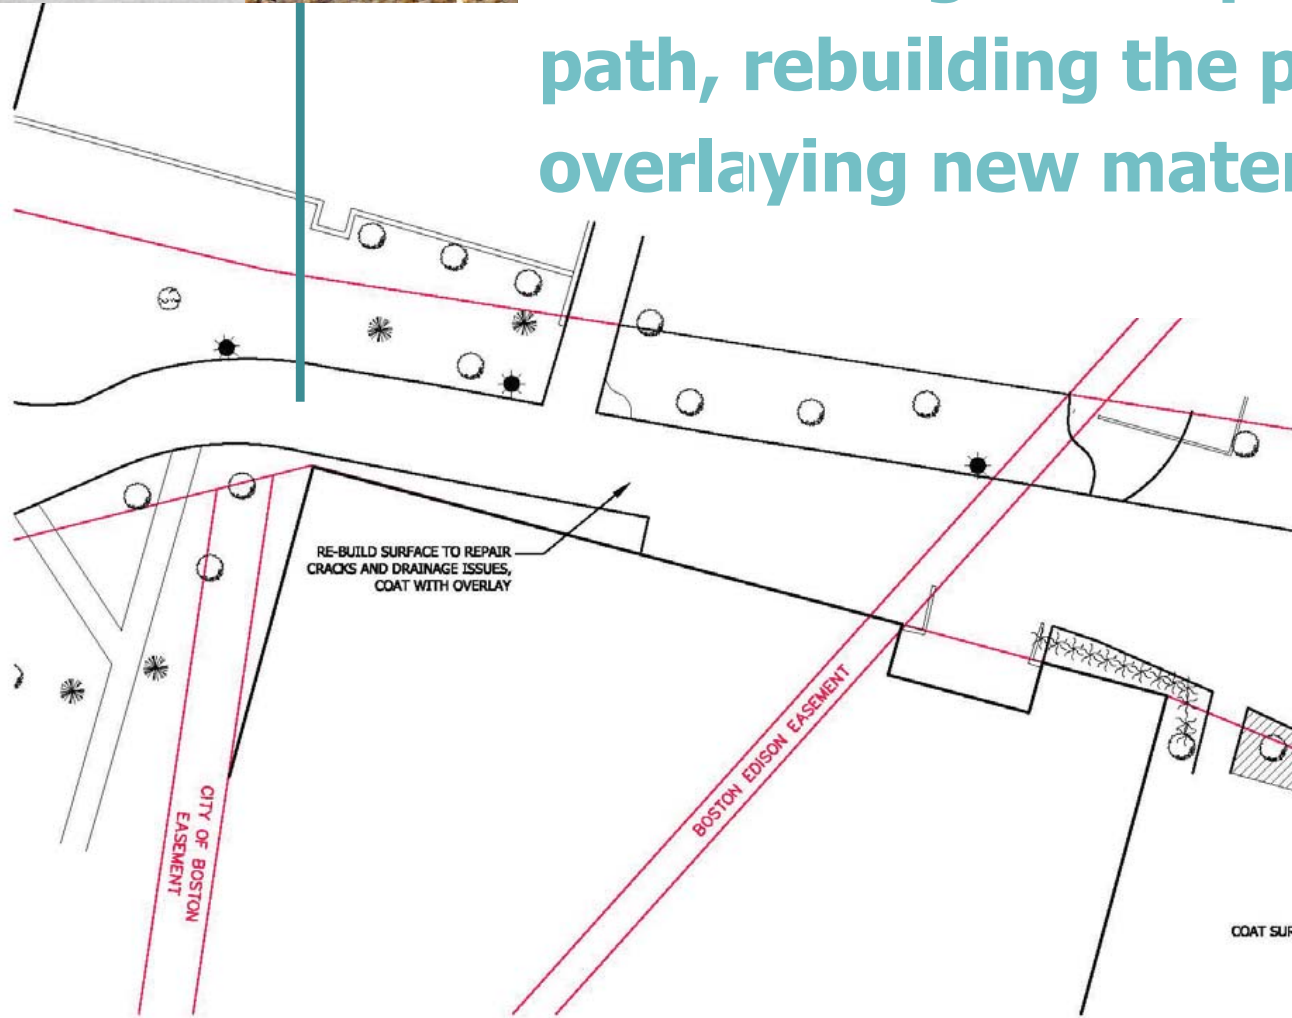 path, rebuilding the p
overlaying new mater
RE-BUILD SURFACE TO REPAIR
CRACKS AND DRAINAGE ISSUES,
COAT WITH OVERLAY
BOSTON EDISON EASEMENT
CITY OF BOSTON
EASEMENT
COAT SUR